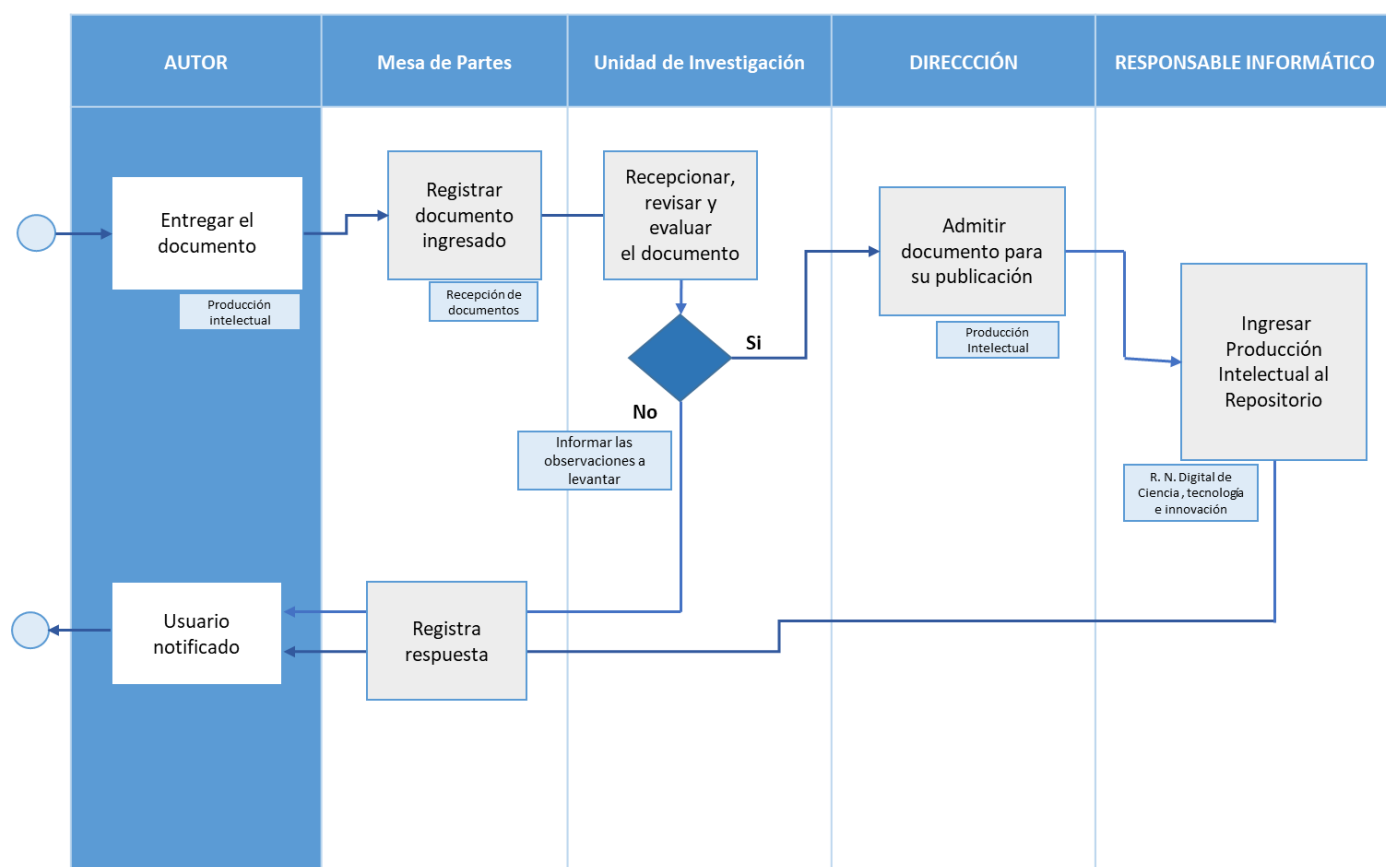 AUTOR
Mesa de Partes
Unidad de Investigación
DIRECCCIÓN
RESPONSABLE INFORMÁTICO
Entregar el
documento
Producción
intelectual
Registrar
documento
ingresado
Recepción de
documentos
Recepcionar,
revisar y
evaluar
el documento
Si
No
Informar las
observaciones a
levantar
Admitir
documento para
su publicación
Producción
Intelectual
Ingresar
Producción
Intelectual al
Repositorio
R. N. Digital de
Ciencia , tecnología
e innovación
Usuario
notificado
Registra
respuesta